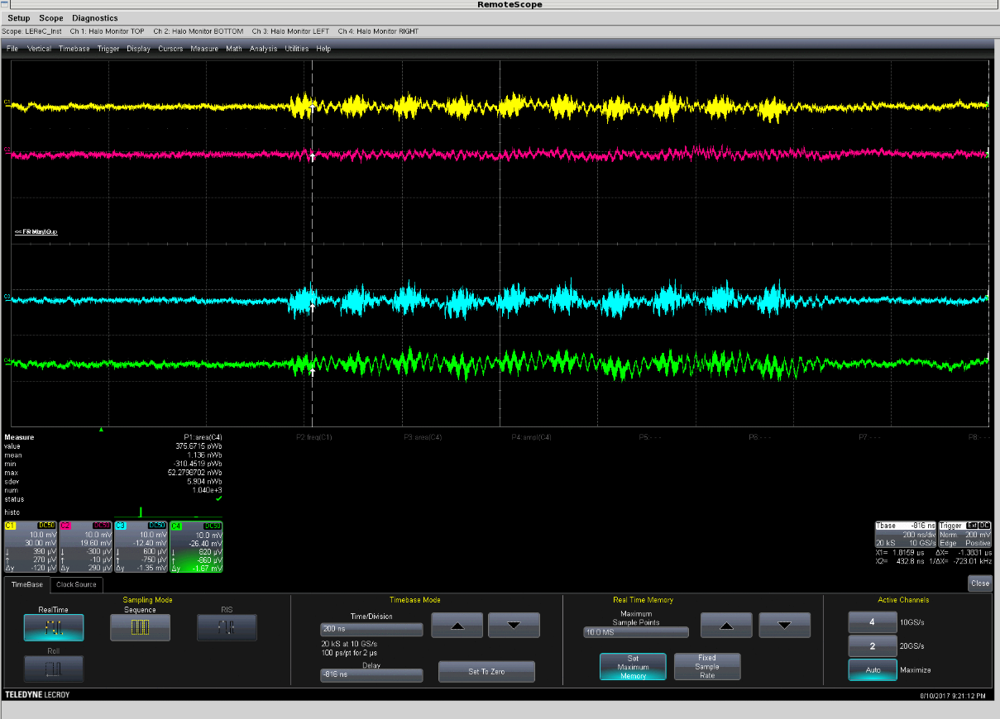 RemoteScope
Setup Scope Diagnostics
Scope: LEReC_Inst Ch 1: Halo Monitor TOP Ch 2: Halo Monitor BOTTOM Ch 3: Halo Monitor LEFT Ch 4: Halo Monitor RIGHT
File Vertical Timebase Trigger Display Cursors Measure Math Analysis Utilities Help
C1
C2
C3
C4
Measure P1:area(C4) P2:freq(C1) P3:area(C4) P4:ampl(C4) P5:- - - P6:- - - P7:- - - P8:- - -
value 375.6715 pWb
mean 1.136 nWb
min -310.4519 pWb
max 52.2798702 nWb
sdev 5.904 nWb
num 1.040e+3
status
histo
C1 DC50 C2 DC50 C3 DC50 C4 DC50
10.0 mV 10.0 mV 10.0 mV 10.0 mV
30.00 mV 19.60 mV -12.40 mV -26.40 mV
↓ 390 µV -300 µV ↓ 600 µV ↓ 820 µV
↑ 270 µV -10 µV ↑ -750 µV ↑ -860 µV
Δy -120 µV Δy 290 µV Δy -1.35 mV Δy -1.67 mV
Tbase -816 ns Trigger Ext DC
200 ns/div Norm. 200 mV
20 kS 10 GS/s Edge Positive
X1= 1.8159 µs ΔX= -1.3831 µs
X2= 432.8 ns 1/ΔX= -723.01 kHz
TimeBase Clock Source Close
Sampling Mode Timebase Mode Real Time Memory Active Channels
RealTime Sequence RIS
Roll
Time/Division
200 ns
20 kS at 10 GS/s
100 ps/pt for 2 µs
Delay
-816 ns
Set To Zero
Maximum
Sample Points
10.0 MS
Set
Maximum
Memory
Fixed
Sample
Rate
4 10GS/s
2 20GS/s
Auto Maximize
TELEDYNE LECROY 8/10/2017 9:21:12 PM